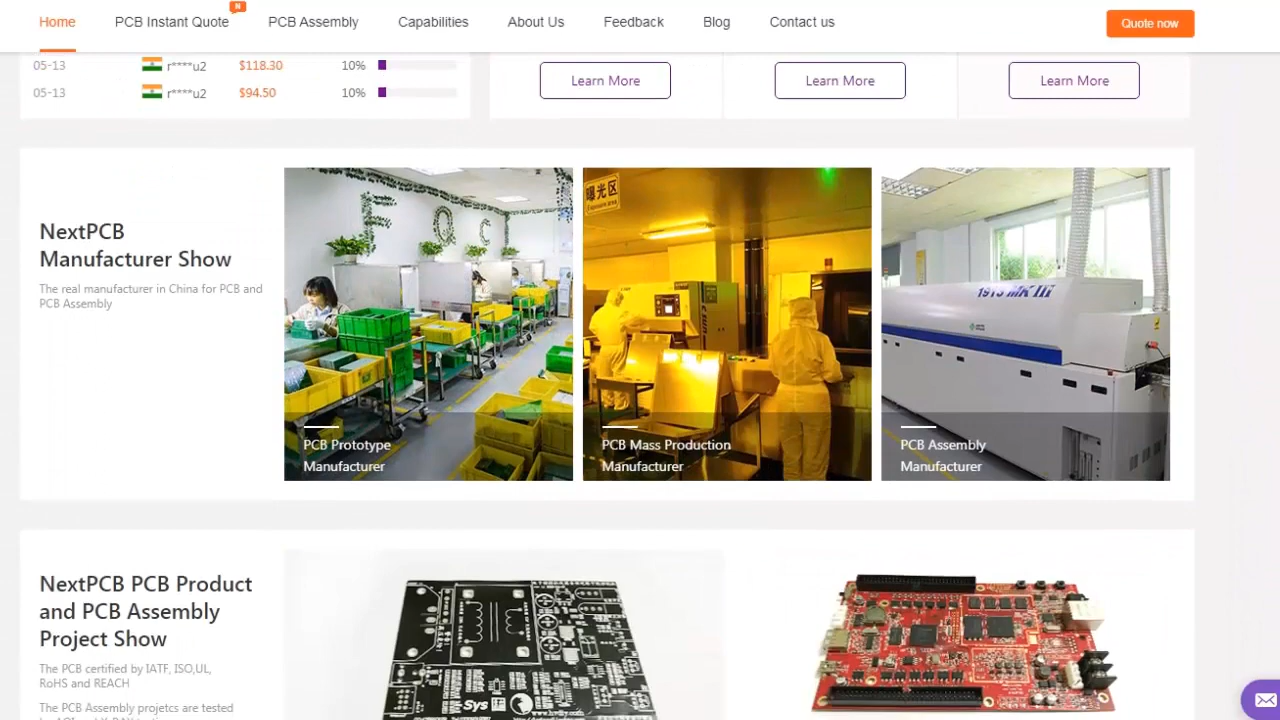 Home PCB Instant Quote N PCB Assembly Capabilities About Us Feedback Blog Contact us Quote now
05-13 r****u2 $118.30 10%
05-13 r****u2 $94.50 10%
Learn More Learn More Learn More
NextPCB
Manufacturer Show
The real manufacturer in China for PCB and
PCB Assembly
F O C
曝光区
1913 MK III
PCB Prototype
Manufacturer
PCB Mass Production
Manufacturer
PCB Assembly
Manufacturer
NextPCB PCB Product
and PCB Assembly
Project Show
The PCB certified by IATF, ISO,UL,
RoHS and REACH
The PCB Assembly projetcs are tested
Sys